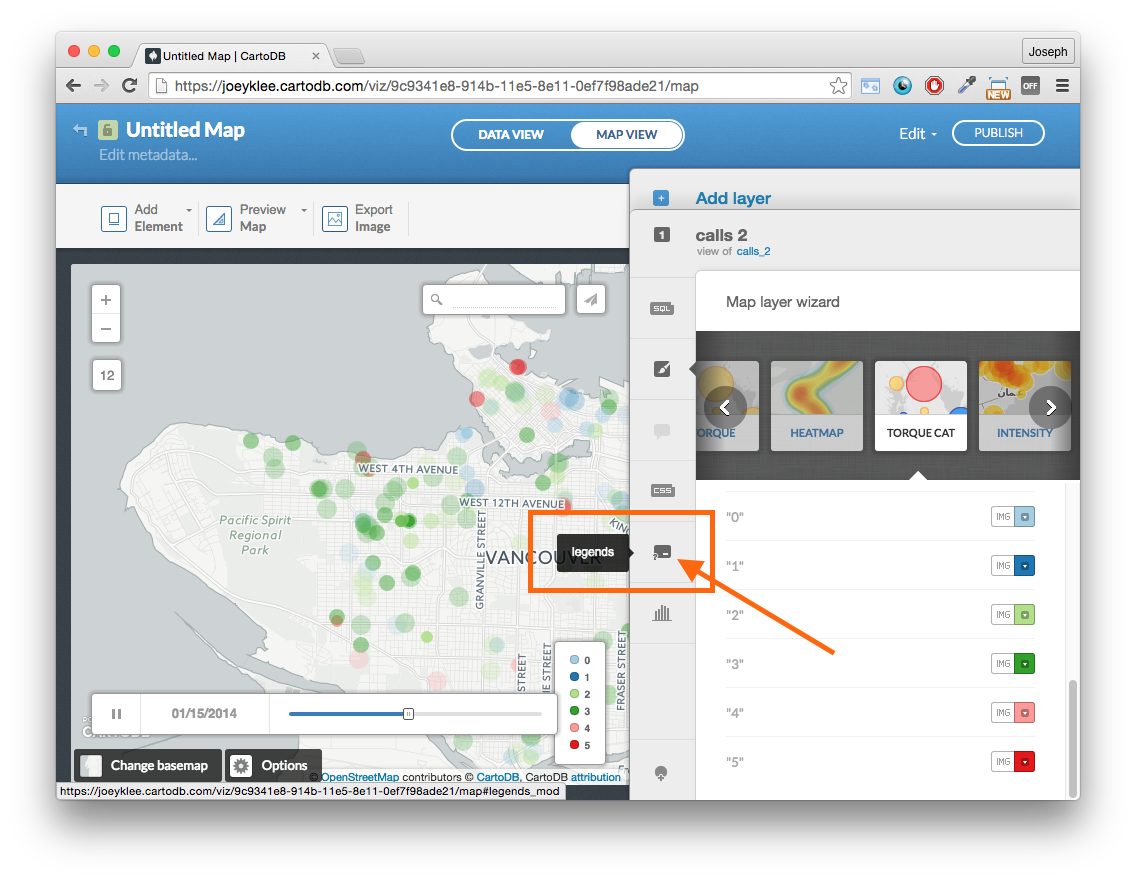 Untitled Map | CartoDB
Joseph
https://joeyklee.cartodb.com/viz/9c9341e8-914b-11e5-8e11-0ef7f98ade21/map
NEW
OFF
Untitled Map
Edit metadata...
DATA VIEW
MAP VIEW
Edit
PUBLISH
Add Element
Preview Map
Export Image
Add layer
1
calls 2
view of calls_2
SQL
CSS
Map layer wizard
ORQUE
HEATMAP
TORQUE CAT
INTENSITY
"0" IMG
"1" IMG
"2" IMG
"3" IMG
"4" IMG
"5" IMG
+
−
12
WEST 4TH AVENUE
WEST 12TH AVENUE
Pacific Spirit
Regional
Park
GRANVILLE STREET
VANCOUVER
KING
legends
STREET
STREET
FRASER STREET
0
1
2
3
4
5
01/15/2014
CARTODB
Change basemap
Options
© OpenStreetMap contributors © CartoDB, CartoDB attribution
https://joeyklee.cartodb.com/viz/9c9341e8-914b-11e5-8e11-0ef7f98ade21/map#legends_mod